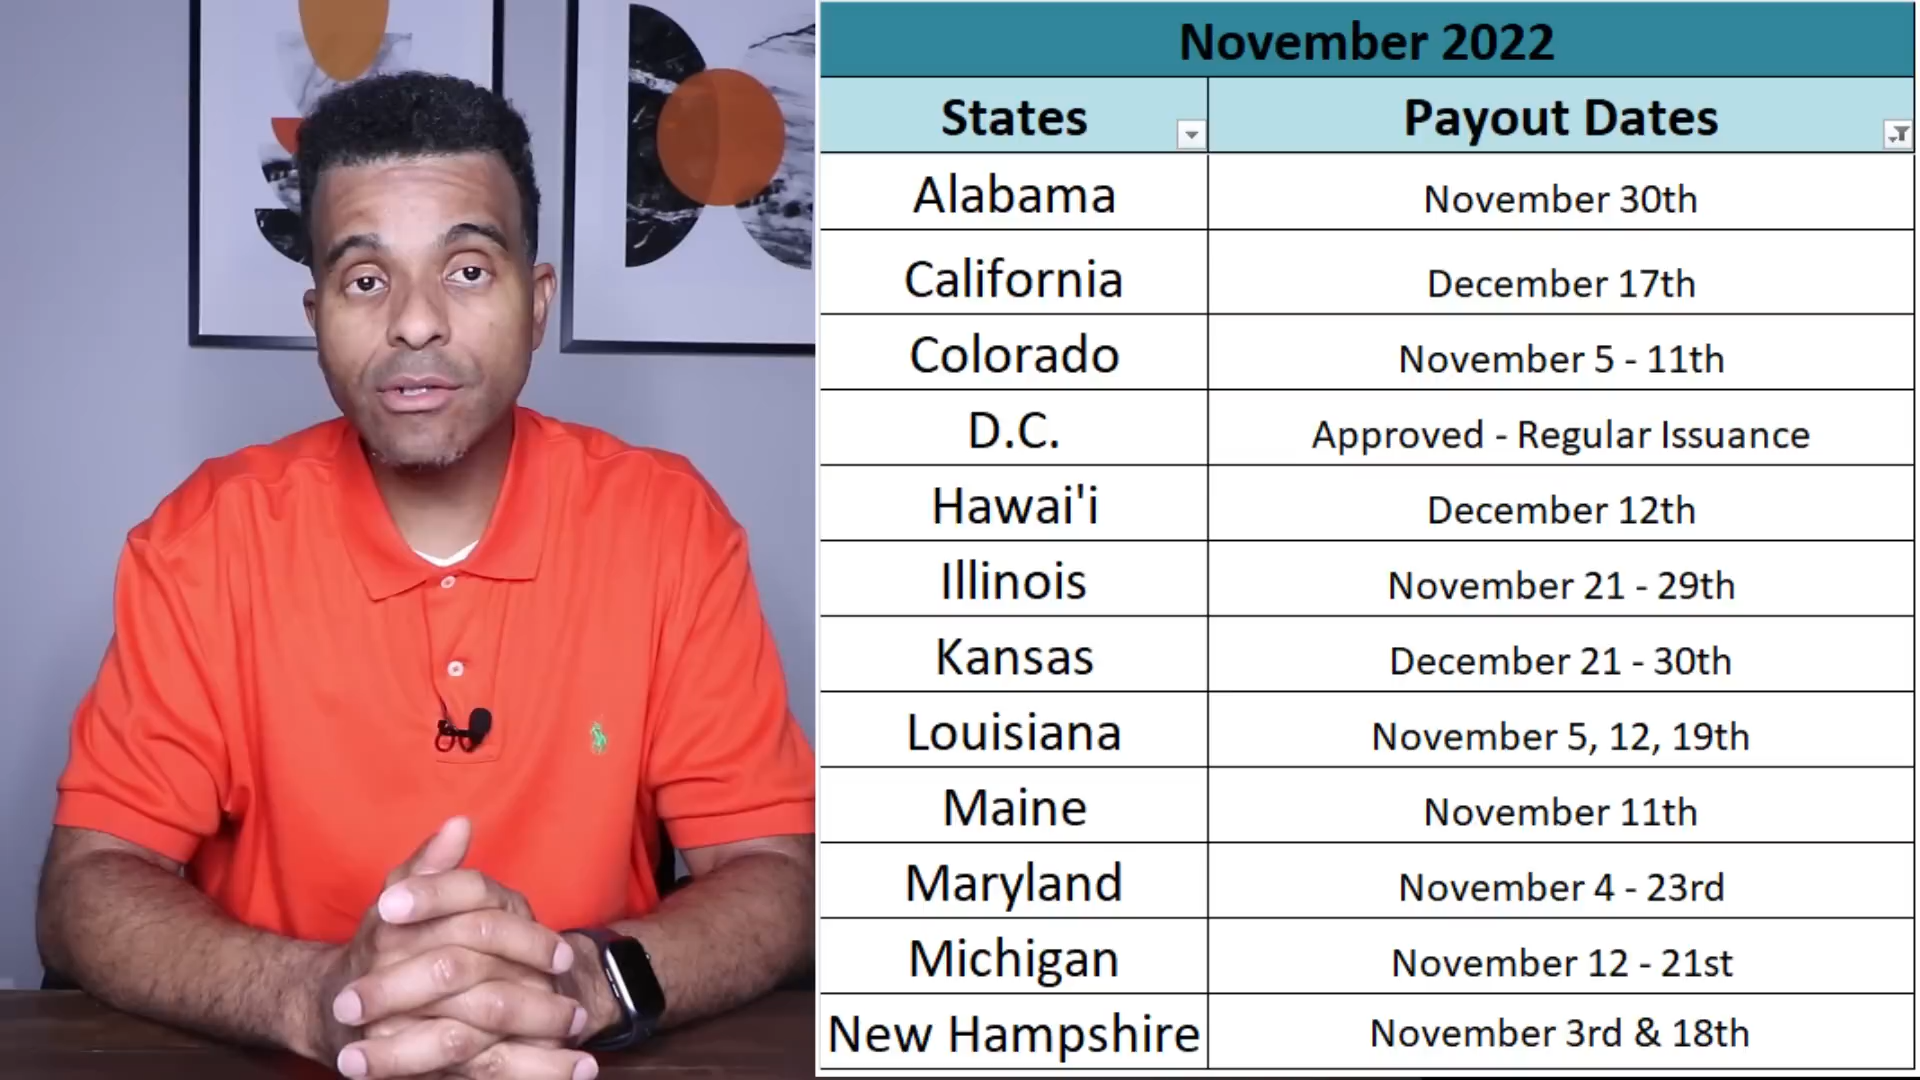 November 2022
States Payout Dates
Alabama November 30th
California December 17th
Colorado November 5 - 11th
D.C. Approved - Regular Issuance
Hawai'i December 12th
Illinois November 21 - 29th
Kansas December 21 - 30th
Louisiana November 5, 12, 19th
Maine November 11th
Maryland November 4 - 23rd
Michigan November 12 - 21st
New Hampshire November 3rd & 18th